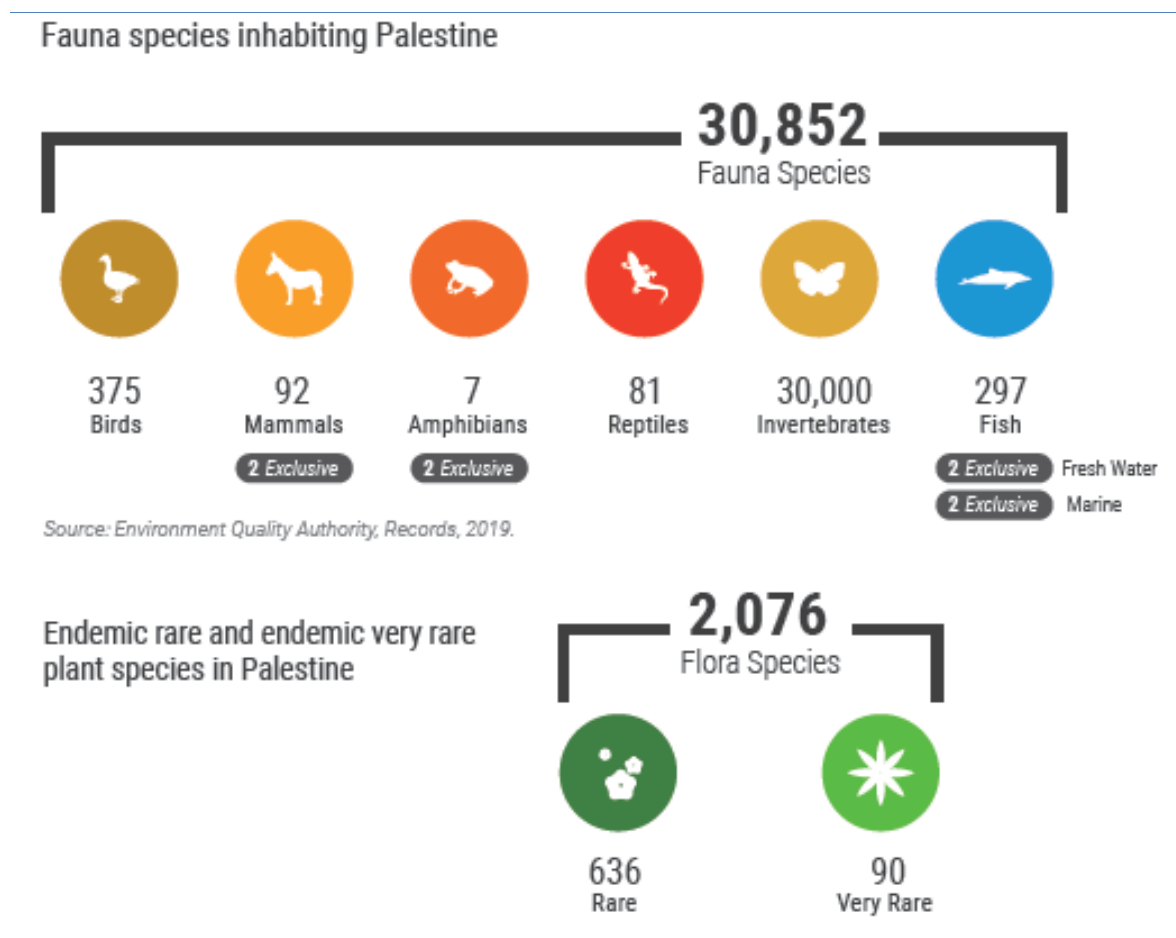 Fauna species inhabiting Palestine
30,852
Fauna Species
375
Birds
92
Mammals
2 Exclusive
7
Amphibians
2 Exclusive
81
Reptiles
30,000
Invertebrates
297
Fish
2 Exclusive Fresh Water
2 Exclusive Marine
Source: Environment Quality Authority, Records, 2019.
Endemic rare and endemic very rare
plant species in Palestine
2,076
Flora Species
636
Rare
90
Very Rare